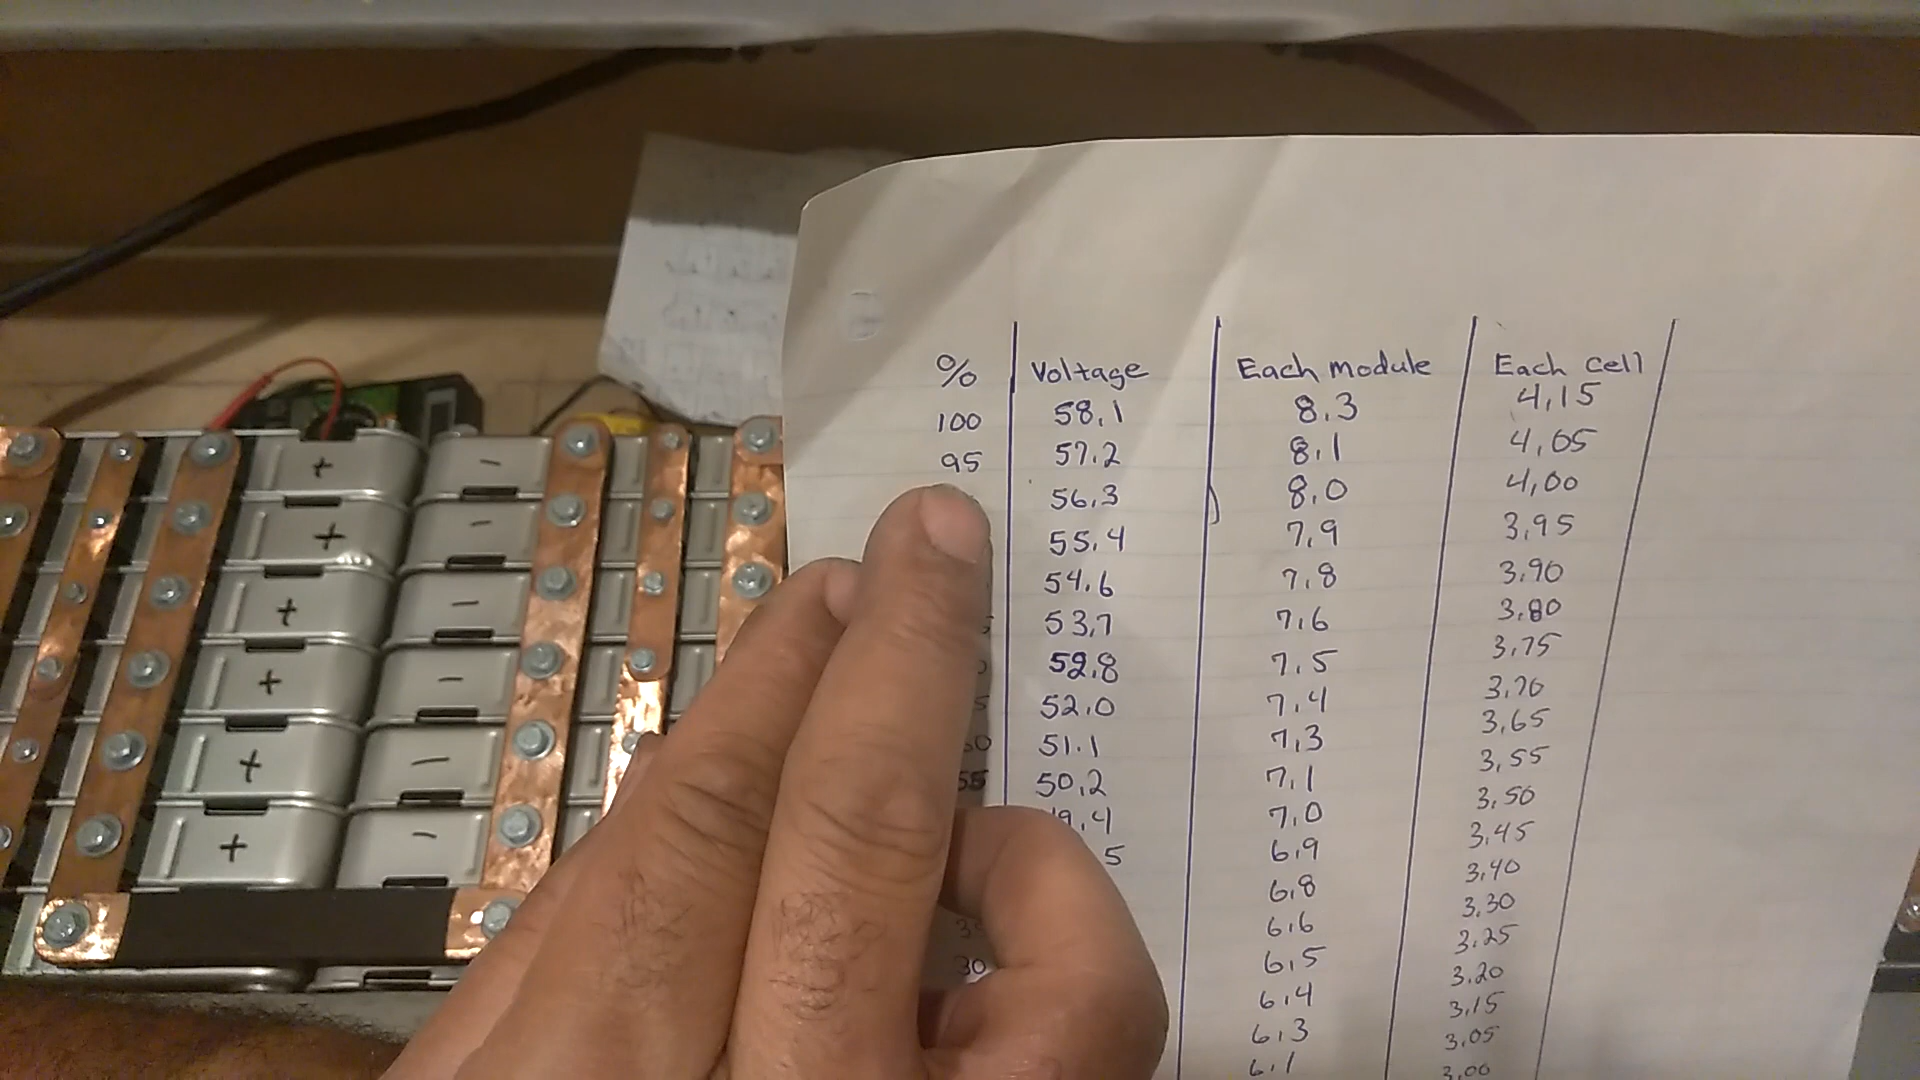 % Voltage Each module Each cell
100 58.1 8.3 4.15
95 57.2 8.1 4.05
56.3 8.0 4.00
55.4 7.9 3.95
54.6 7.8 3.90
53.7 7.6 3.80
52.8 7.5 3.75
52.0 7.4 3.70
51.1 7.3 3.65
55 50.2 7.1 3.55
7.0 3.50
6.9 3.45
6.8 3.40
6.6 3.30
6.5 3.25
30 6.4 3.20
6.3 3.15
6.1 3.05
3.00
+ -
+ -
+ -
+ -
+ -
+ -